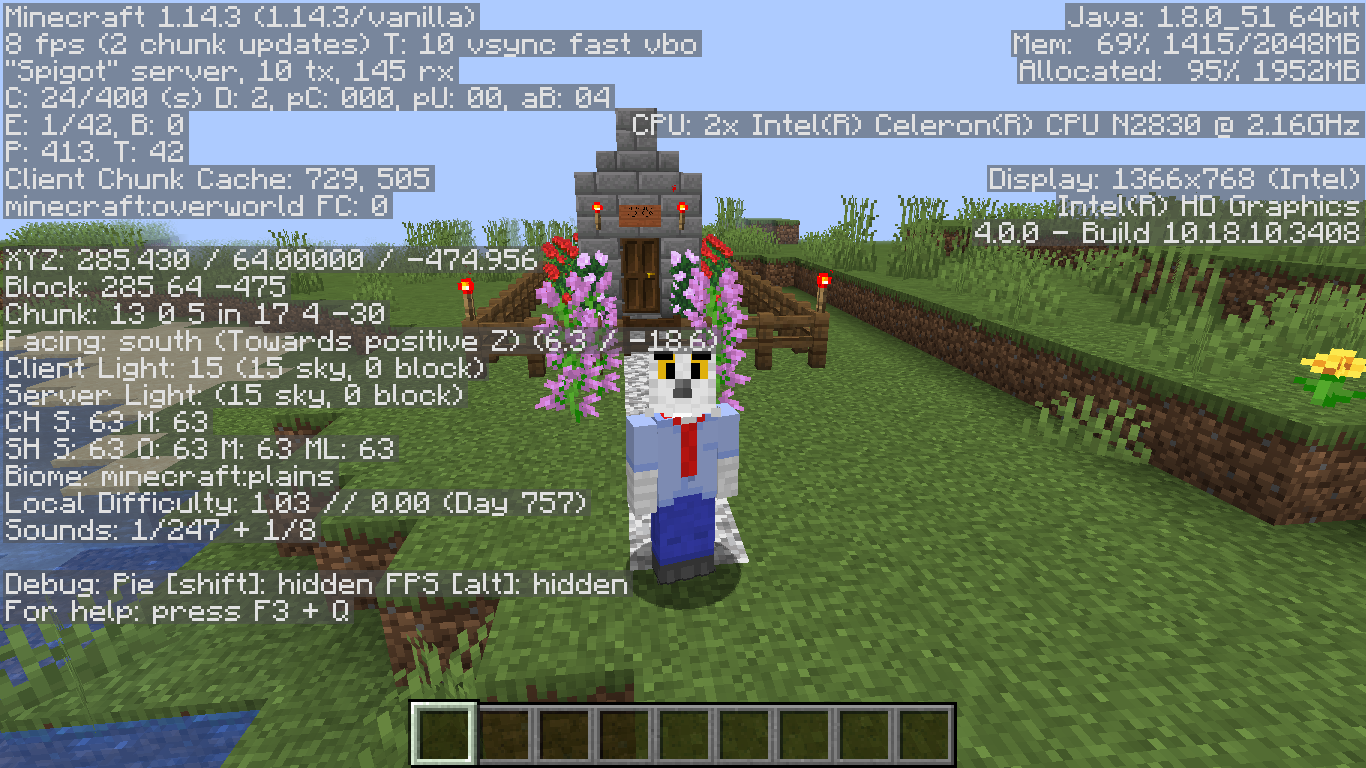 Minecraft 1.14.3 (1.14.3/vanilla)
8 fps (2 chunk updates) T: 10 vsync fast vbo
"Spigot" server, 10 tx, 145 rx
C: 24/400 (s) D: 2, pC: 000, pU: 00, aB: 04
E: 1/42, B: 0
P: 413. T: 42
Client Chunk Cache: 729, 505
minecraft:overworld FC: 0
XYZ: 285.430 / 64.00000 / -474.956
Block: 285 64 -475
Chunk: 13 0 5 in 17 4 -30
Facing: south (Towards positive Z) (6.3 / -18.6)
Client Light: 15 (15 sky, 0 block)
Server Light: (15 sky, 0 block)
CH S: 63 M: 63
SH S: 63 O: 63 M: 63 ML: 63
Biome: minecraft:plains
Local Difficulty: 1.03 // 0.00 (Day 757)
Sounds: 1/247 + 1/8
Debug: Pie [shift]: hidden FPS [alt]: hidden
For help: press F3 + Q
Java: 1.8.0_51 64bit
Mem: 69% 1415/2048MB
Allocated: 95% 1952MB
CPU: 2x Intel(R) Celeron(R) CPU N2830 @ 2.16GHz
Display: 1366x768 (Intel)
Intel(R) HD Graphics
4.0.0 - Build 10.18.10.3408